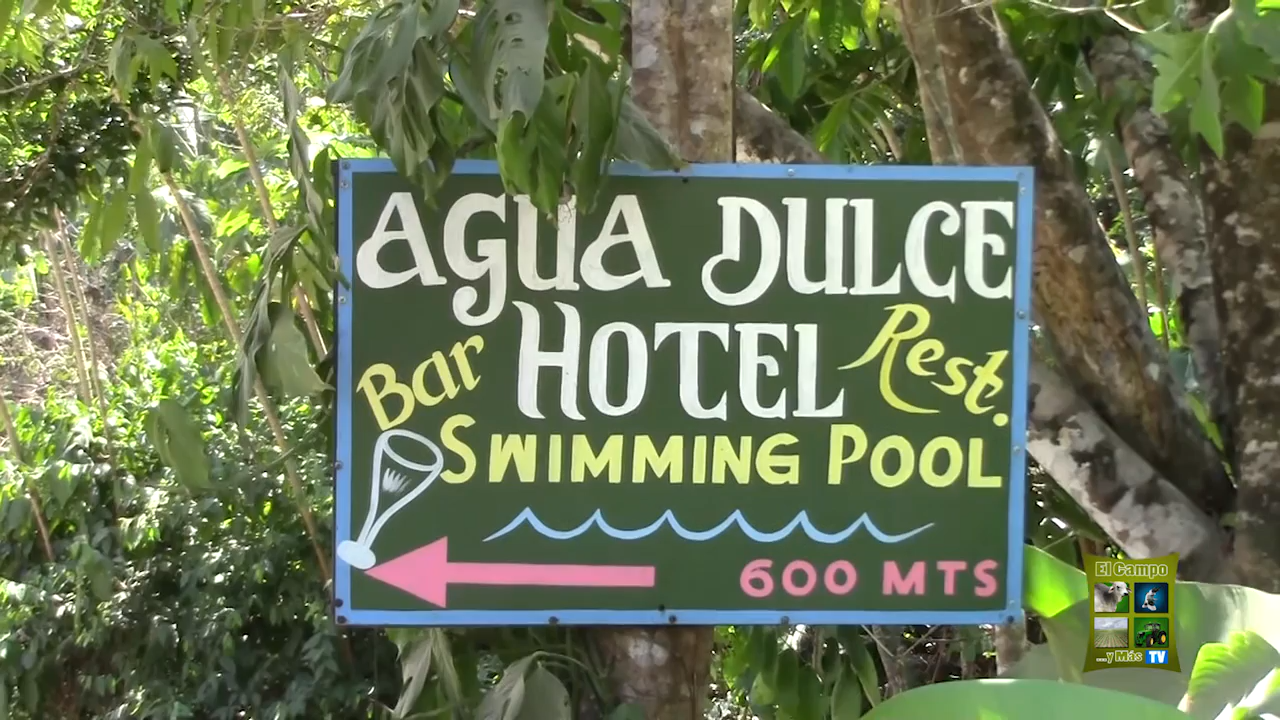 AGUA DULCE
HOTEL
Bar
Rest.
SWIMMING POOL
600 MTS
El Campo
...y Más TV